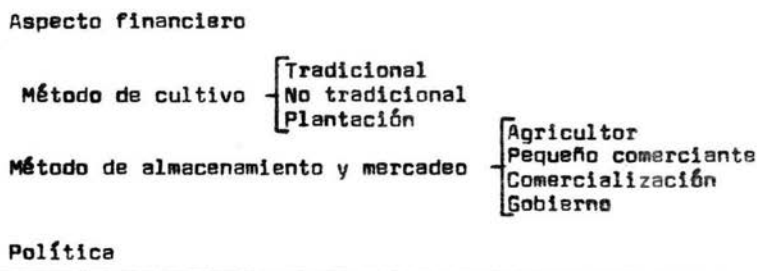 Aspecto financiero
Tradicional
Método de cultivo No tradicional
Plantación
Agricultor
Pequeño comerciante
Método de almacenamiento y mercadeo
Comercialización
Gobierno
Política